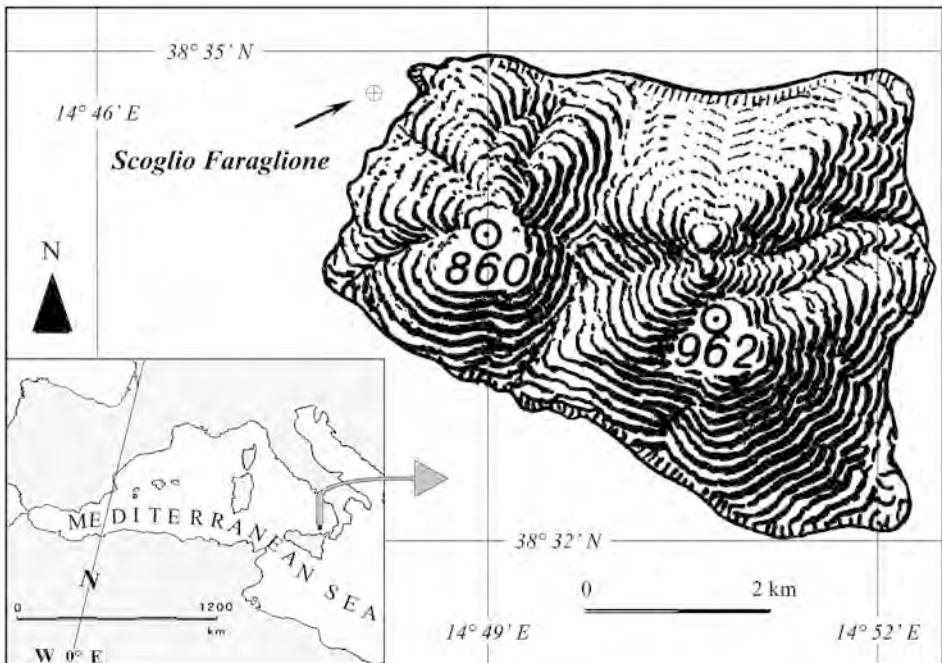 38° 35' N
14° 46' E
Scoglio Faraglione
N
860
962
MEDITERRANEAN SEA
N
0 1200
km
W 0° E
38° 32' N
0 2 km
14° 49' E
14° 52' E